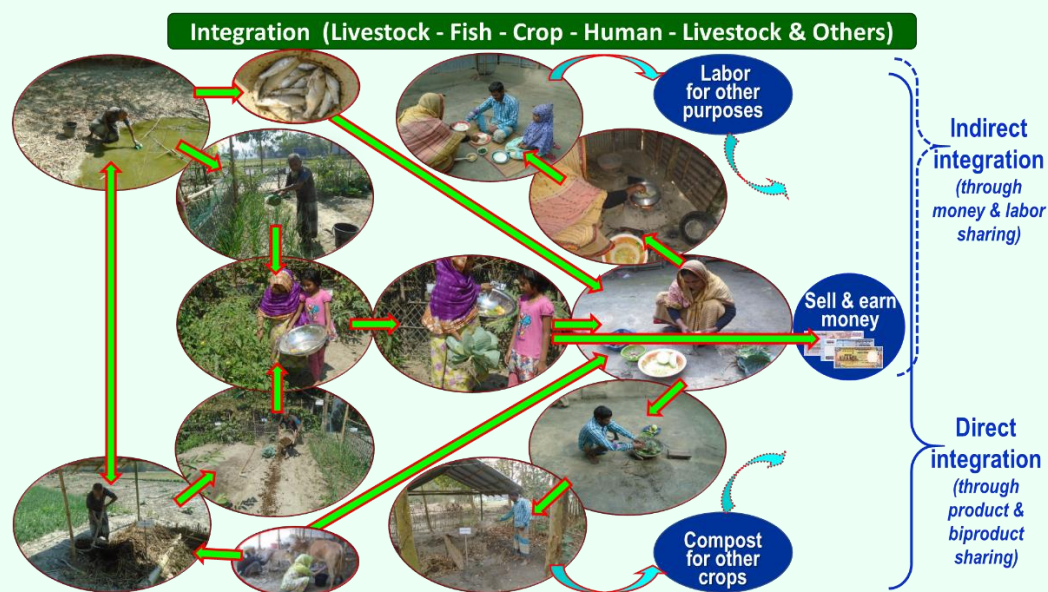 Integration (Livestock - Fish - Crop - Human - Livestock & Others)
Labor
for other
purposes
Indirect
integration
(through
money & labor
sharing)
Sell & earn
money
Direct
integration
(through
product &
biproduct
sharing)
Compost
for other
crops